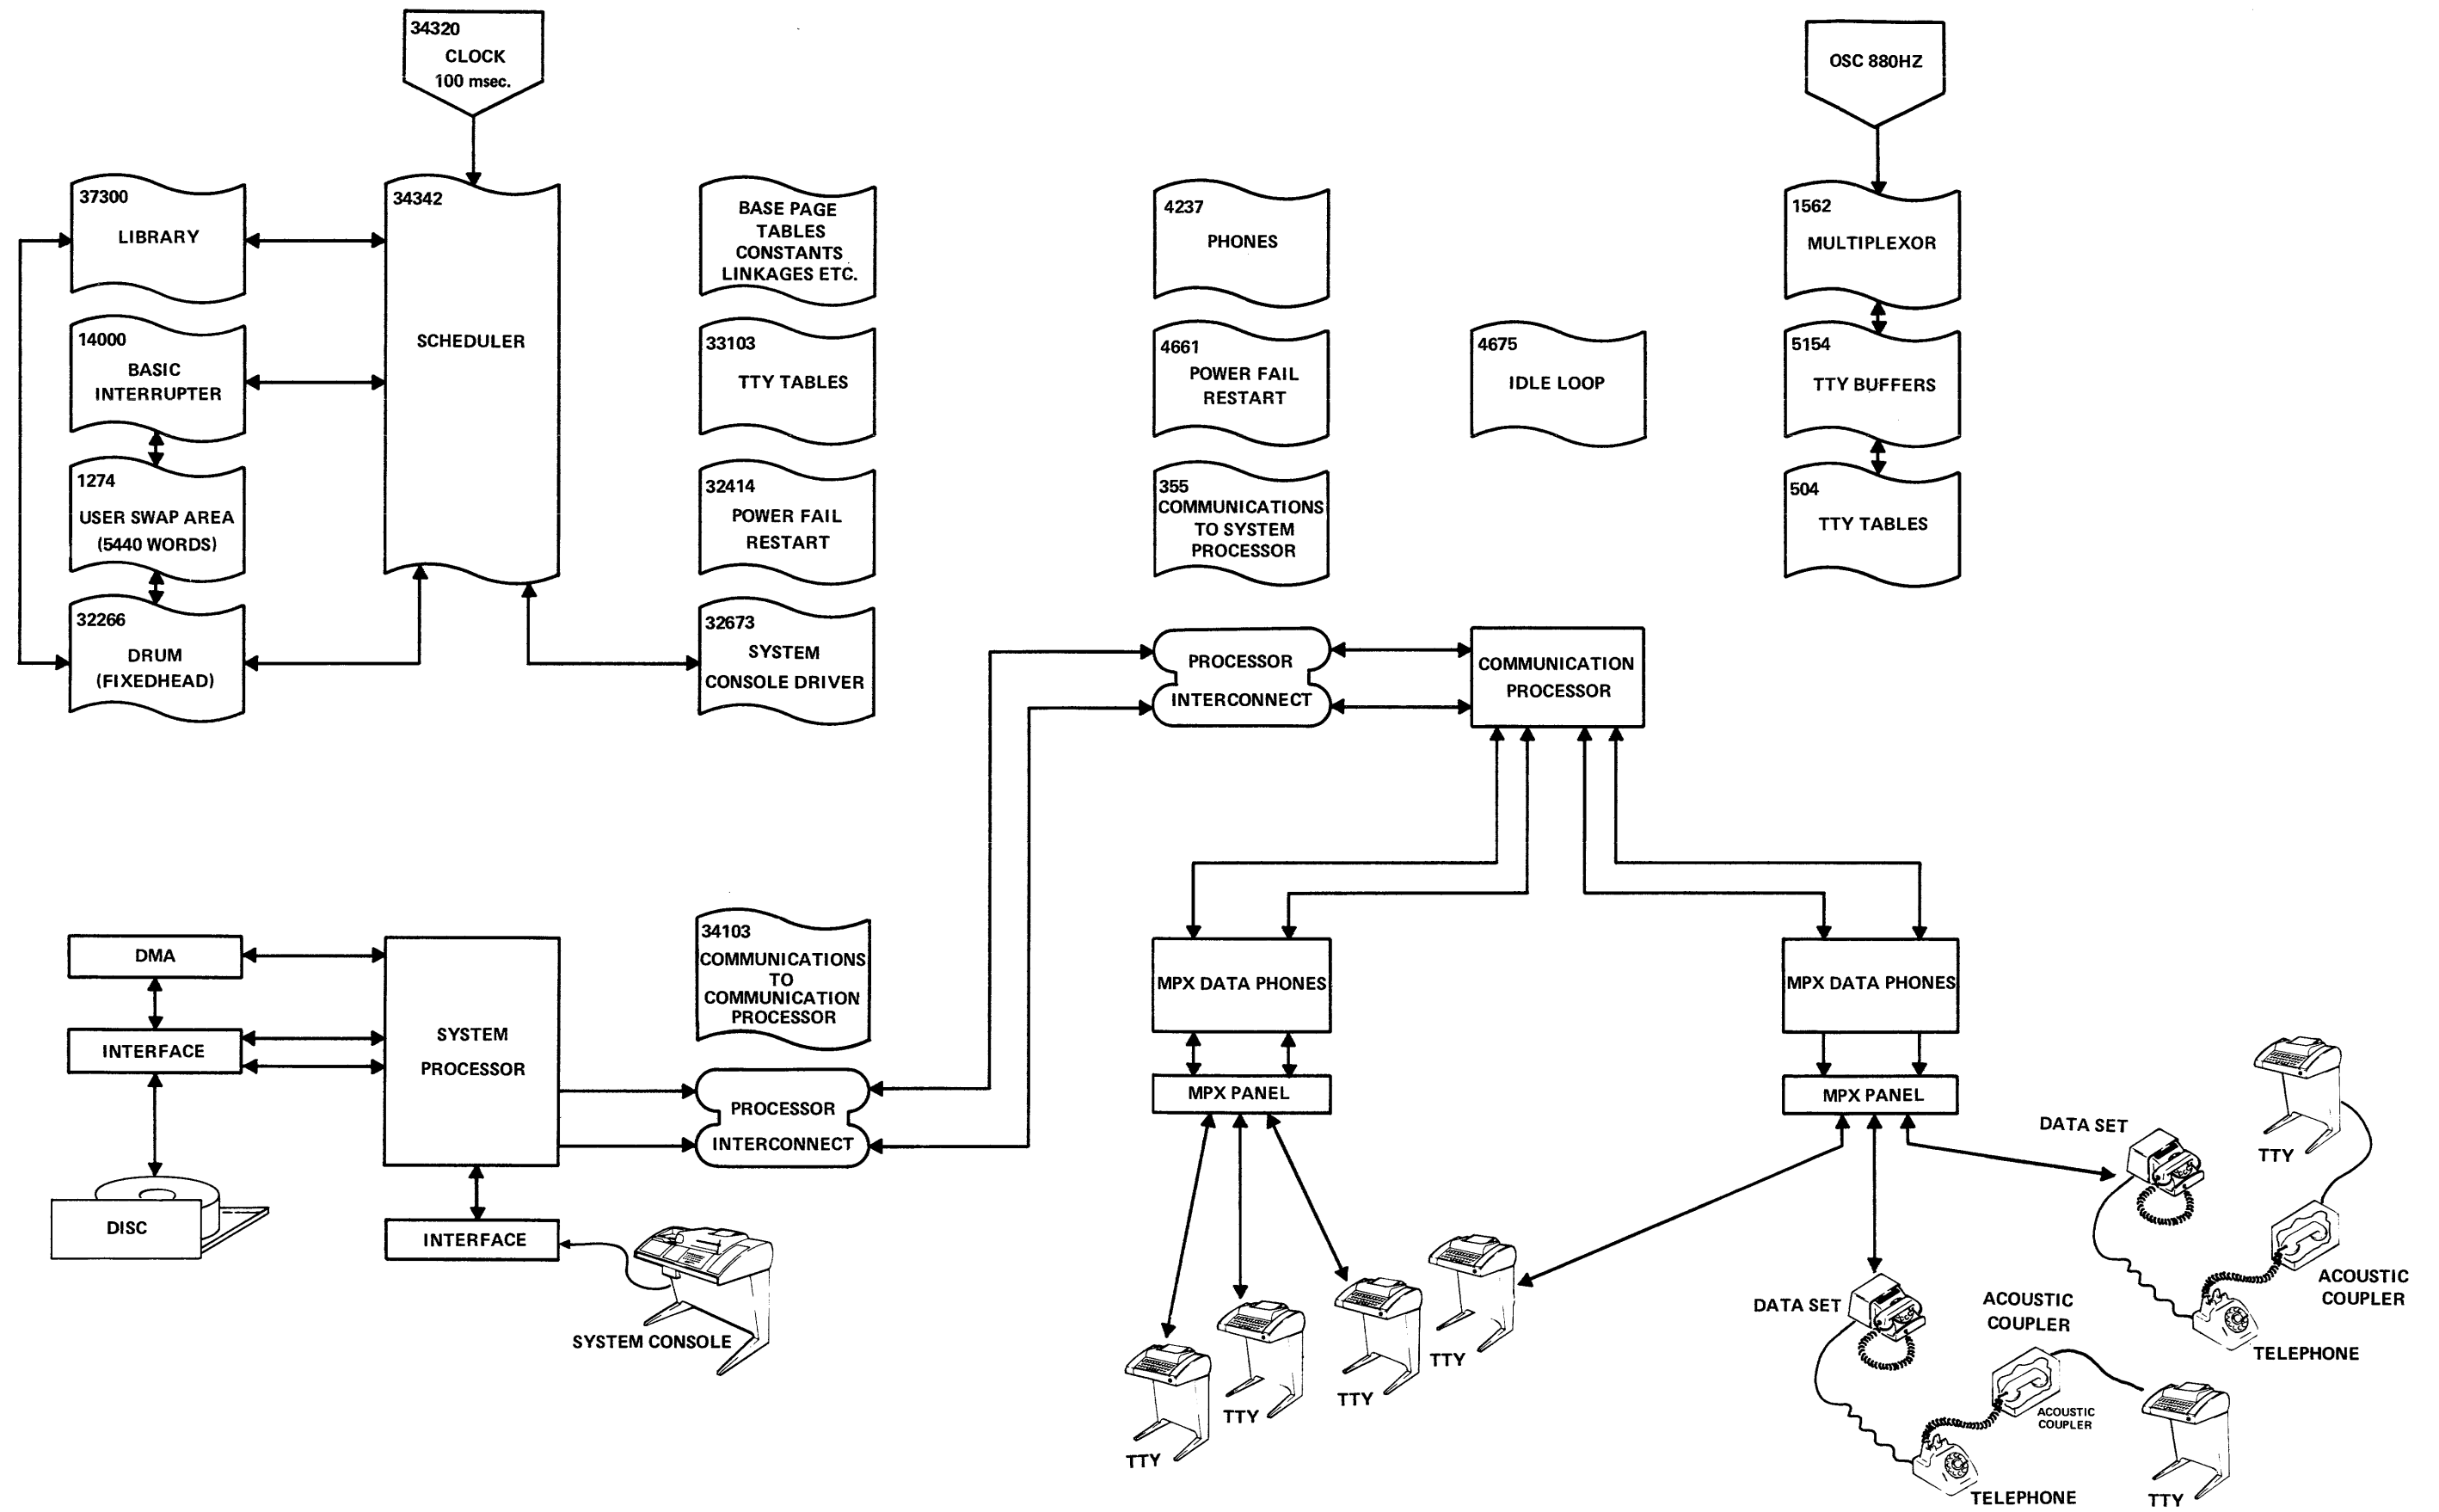 34320
CLOCK
100 msec.
OSC 880HZ
37300
LIBRARY
34342
SCHEDULER
BASE PAGE
TABLES
CONSTANTS
LINKAGES ETC.
4237
PHONES
1562
MULTIPLEXOR
14000
BASIC
INTERRUPTER
33103
TTY TABLES
4661
POWER FAIL
RESTART
4675
IDLE LOOP
5154
TTY BUFFERS
1274
USER SWAP AREA
(5440 WORDS)
32414
POWER FAIL
RESTART
355
COMMUNICATIONS
TO SYSTEM
PROCESSOR
504
TTY TABLES
32266
DRUM
(FIXEDHEAD)
32673
SYSTEM
CONSOLE DRIVER
PROCESSOR
INTERCONNECT
COMMUNICATION
PROCESSOR
DMA
INTERFACE
DISC
SYSTEM
PROCESSOR
INTERFACE
SYSTEM CONSOLE
34103
COMMUNICATIONS
TO
COMMUNICATION
PROCESSOR
PROCESSOR
INTERCONNECT
MPX DATA PHONES
MPX PANEL
TTY
TTY
TTY
TTY
MPX DATA PHONES
MPX PANEL
DATA SET
TTY
ACOUSTIC
COUPLER
TELEPHONE
DATA SET
ACOUSTIC
COUPLER
ACOUSTIC
COUPLER
TELEPHONE
TTY